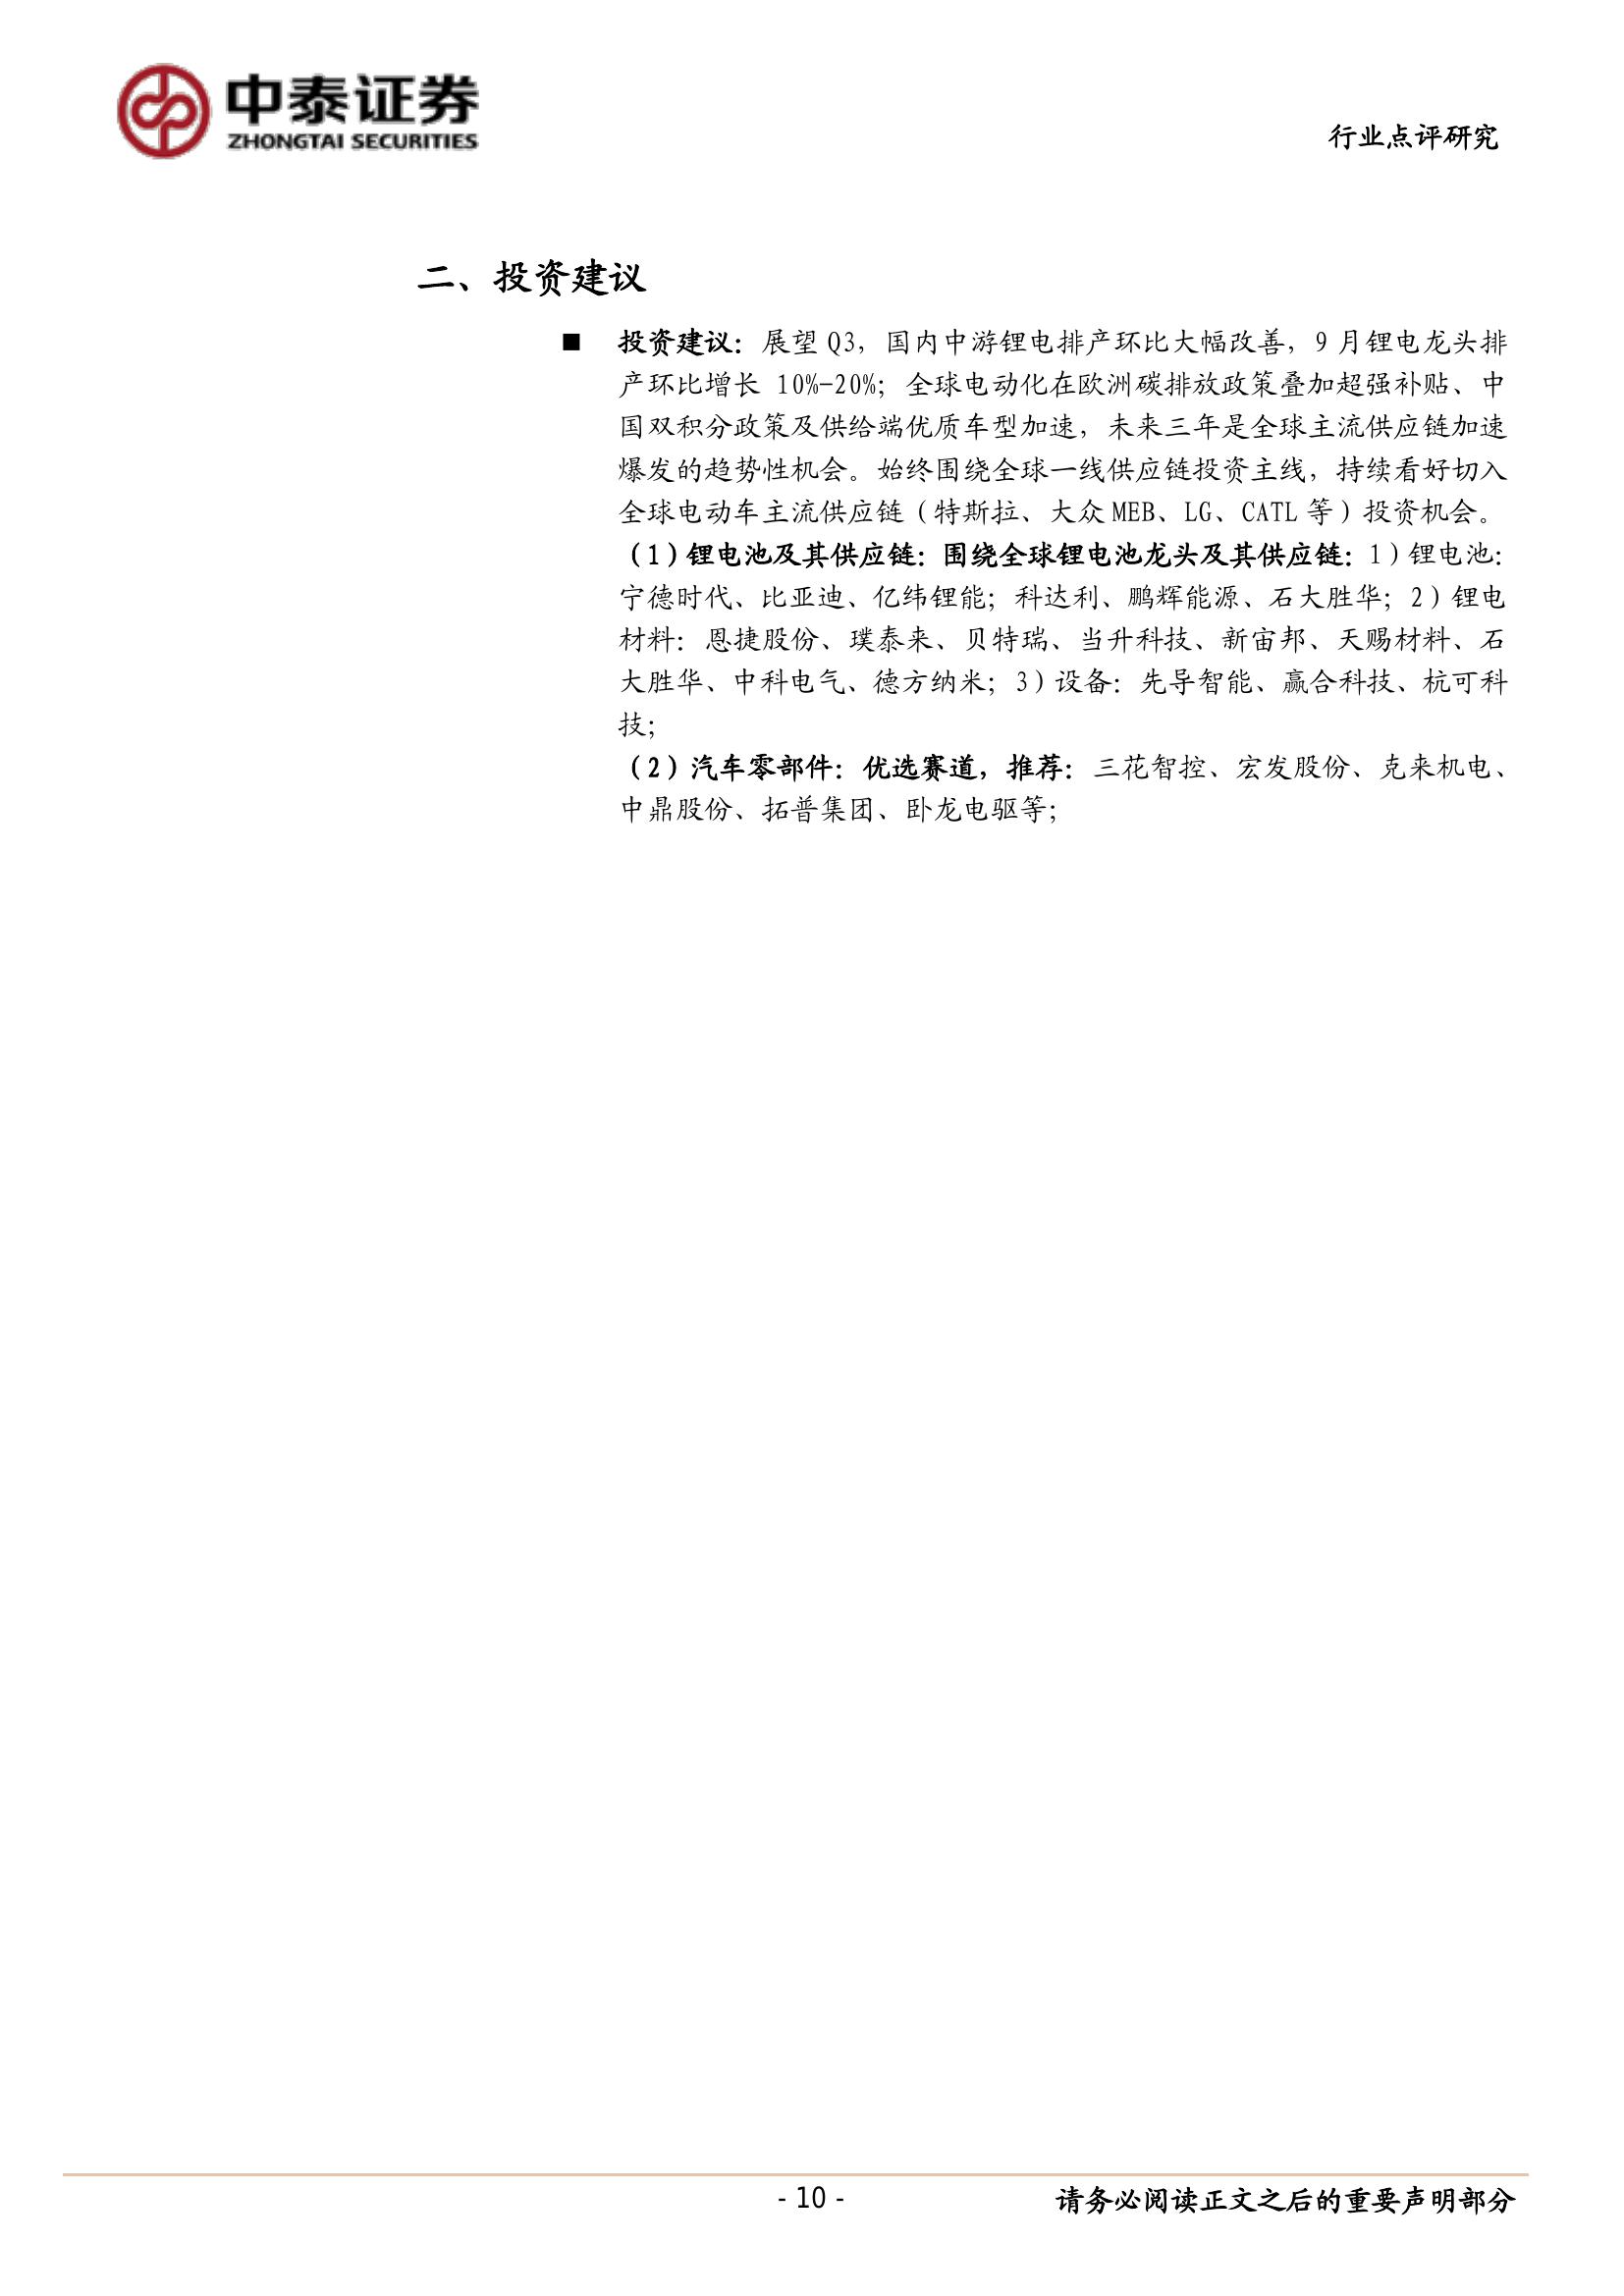 中泰证券
ZHONGTAI SECURITIES
行业点评研究
二、投资建议
■ 投资建议：展望 Q3，国内中游锂电排产环比大幅改善，9 月锂电龙头排
产环比增长 10%-20%；全球电动化在欧洲碳排放政策叠加超强补贴、中
国双积分政策及供给端优质车型加速，未来三年是全球主流供应链加速
爆发的趋势性机会。始终围绕全球一线供应链投资主线，持续看好切入
全球电动车主流供应链（特斯拉、大众 MEB、LG、CATL 等）投资机会。
（1）锂电池及其供应链：围绕全球锂电池龙头及其供应链：1）锂电池：
宁德时代、比亚迪、亿纬锂能；科达利、鹏辉能源、石大胜华；2）锂电
材料：恩捷股份、璞泰来、贝特瑞、当升科技、新宙邦、天赐材料、石
大胜华、中科电气、德方纳米；3）设备：先导智能、赢合科技、杭可科
技；
（2）汽车零部件：优选赛道，推荐：三花智控、宏发股份、克来机电、
中鼎股份、拓普集团、卧龙电驱等；
- 10 -
请务必阅读正文之后的重要声明部分